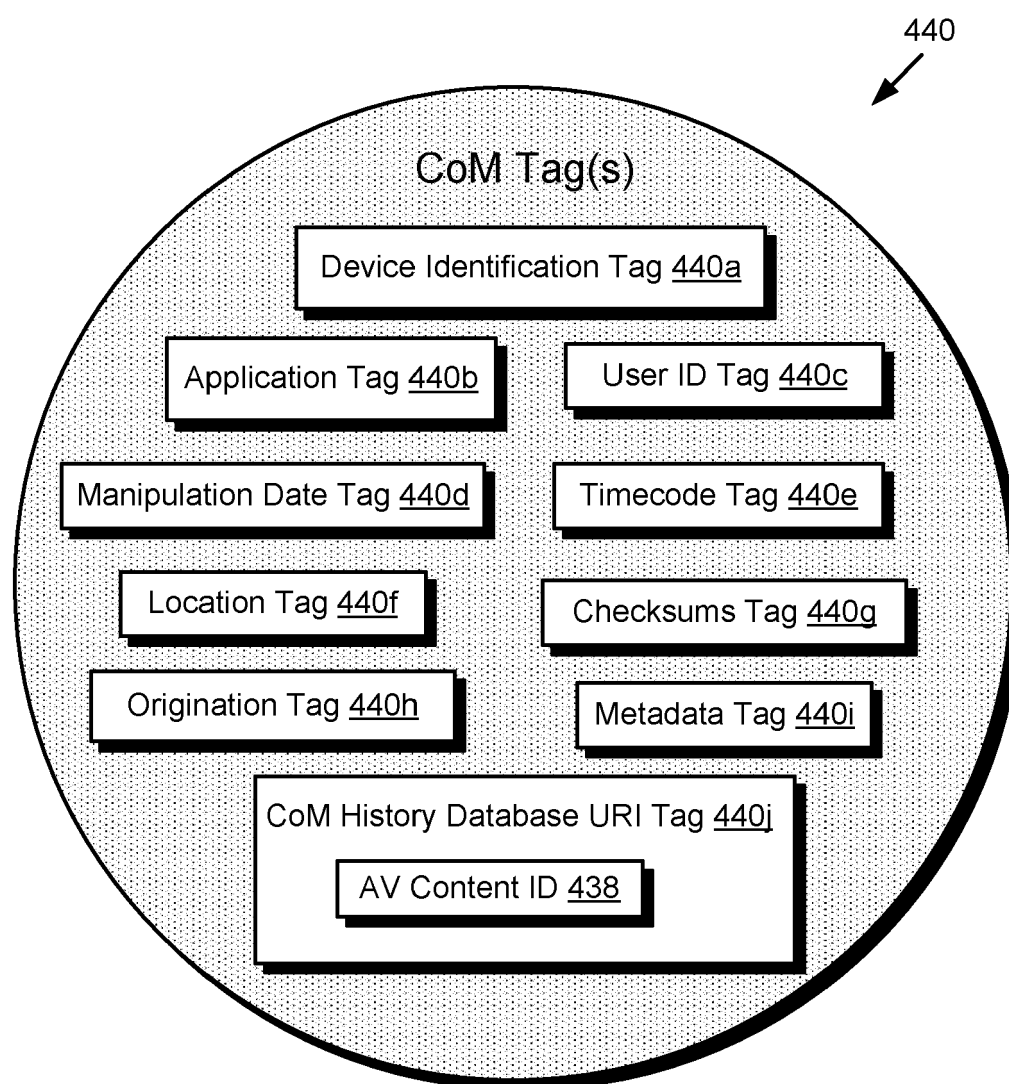 440
CoM Tag(s)
Device Identification Tag 440a
Application Tag 440b
User ID Tag 440c
Manipulation Date Tag 440d
Timecode Tag 440e
Location Tag 440f
Checksums Tag 440g
Origination Tag 440h
Metadata Tag 440i
CoM History Database URI Tag 440j
AV Content ID 438